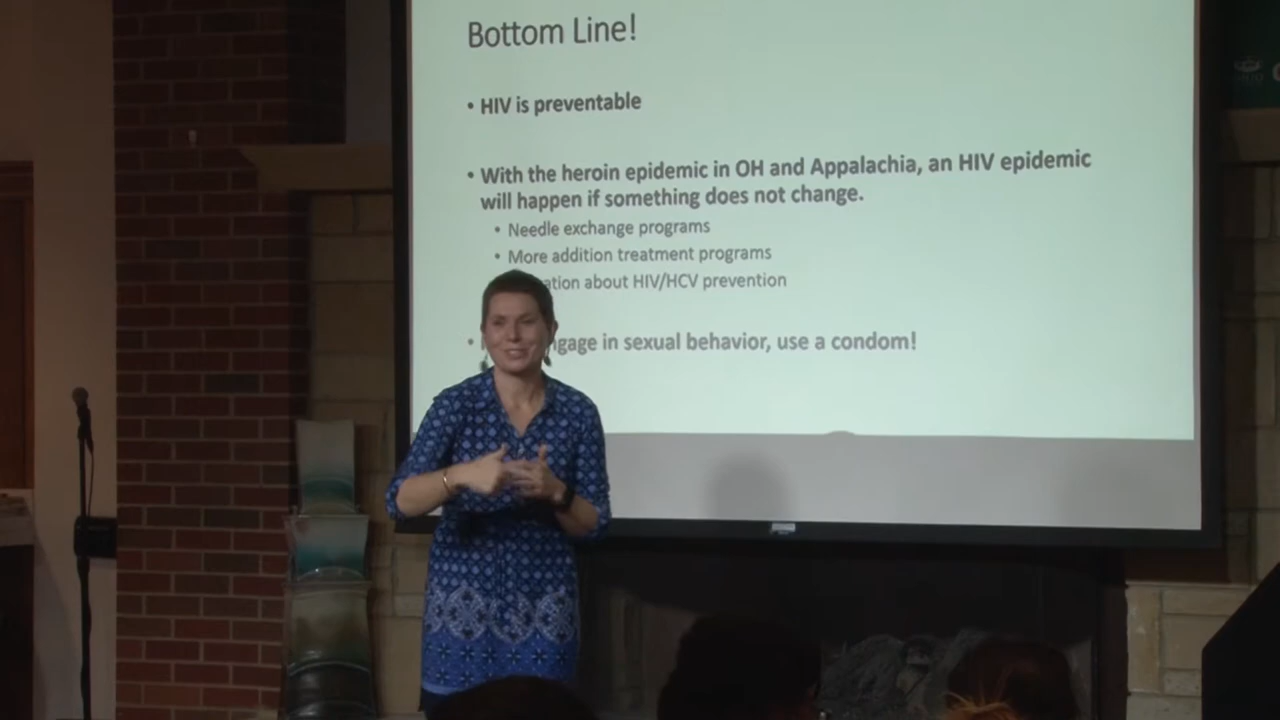 Bottom Line!
• HIV is preventable
• With the heroin epidemic in OH and Appalachia, an HIV epidemic
will happen if something does not change.
• Needle exchange programs
• More addition treatment programs
ation about HIV/HCV prevention
• gage in sexual behavior, use a condom!